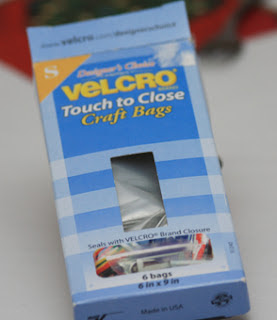 www.velcro.com/designerschoice
S
Designer's Choice
VELCRO
Touch to Close
Craft Bags
Seals with VELCRO® Brand Closure
6 bags
6 in x 9 in
Made in USA